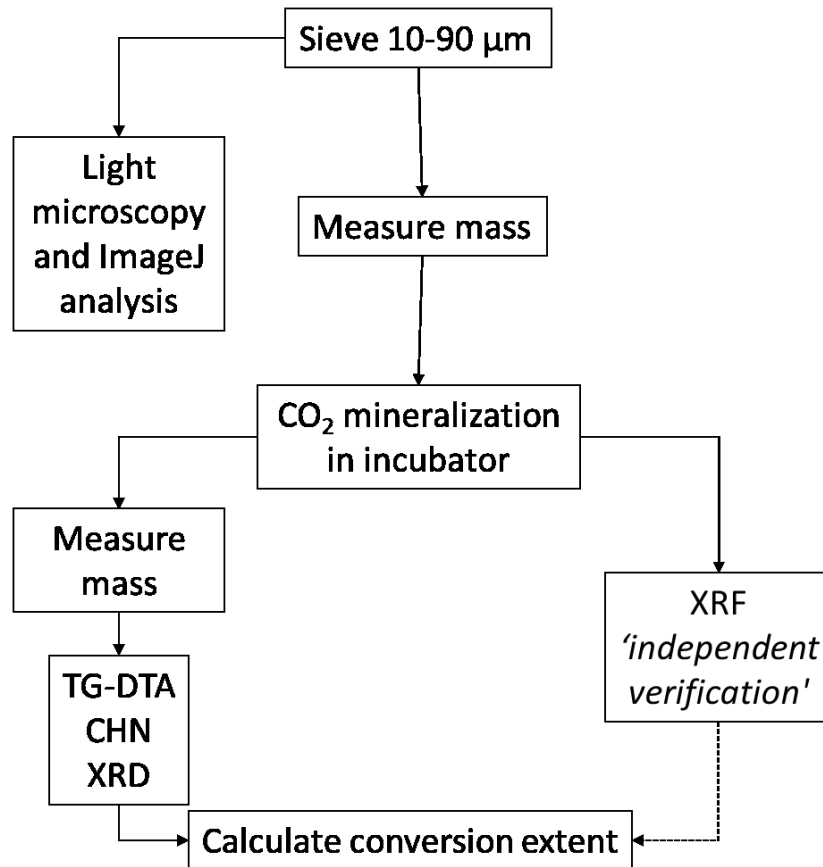 Sieve 10-90 µm
Light
microscopy
and ImageJ
analysis
Measure mass
CO₂ mineralization
in incubator
Measure
mass
XRF
‘independent
verification'
TG-DTA
CHN
XRD
Calculate conversion extent